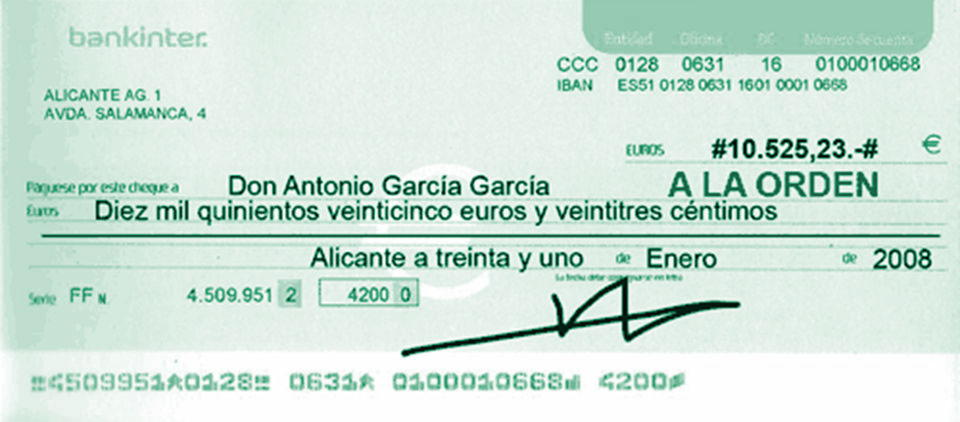 bankinter.
Entidad Oficina DC Número de cuenta
CCC 0128 0631 16 0100010668
IBAN ES51 0128 0631 1601 0001 0668
ALICANTE AG. 1
AVDA. SALAMANCA, 4
EUROS #10.525,23.-# €
Páguese por este cheque a Don Antonio García García A LA ORDEN
Euros Diez mil quinientos veinticinco euros y veintitres céntimos
Alicante a treinta y uno de Enero de 2008
La fecha debe consignarse en letra
Serie FF N. 4.509.951 2 4200 0
4509951 0128 0631 0100010668 4200